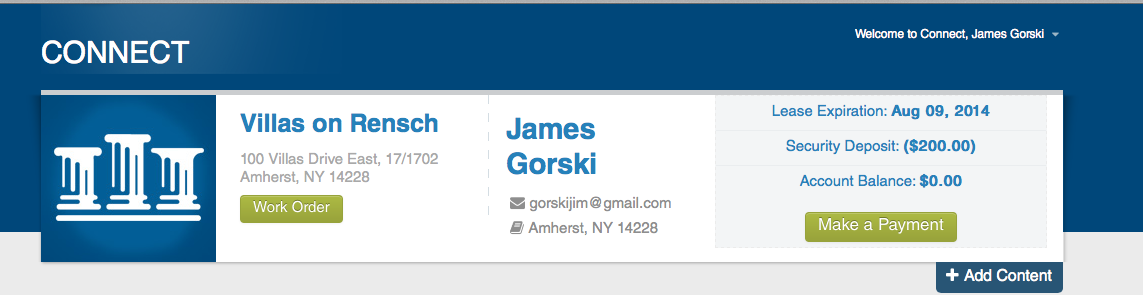 CONNECT
Welcome to Connect, James Gorski
Villas on Rensch
100 Villas Drive East, 17/1702
Amherst, NY 14228
Work Order
James
Gorski
gorskijim@gmail.com
Amherst, NY 14228
Lease Expiration: Aug 09, 2014
Security Deposit: ($200.00)
Account Balance: $0.00
Make a Payment
+ Add Content